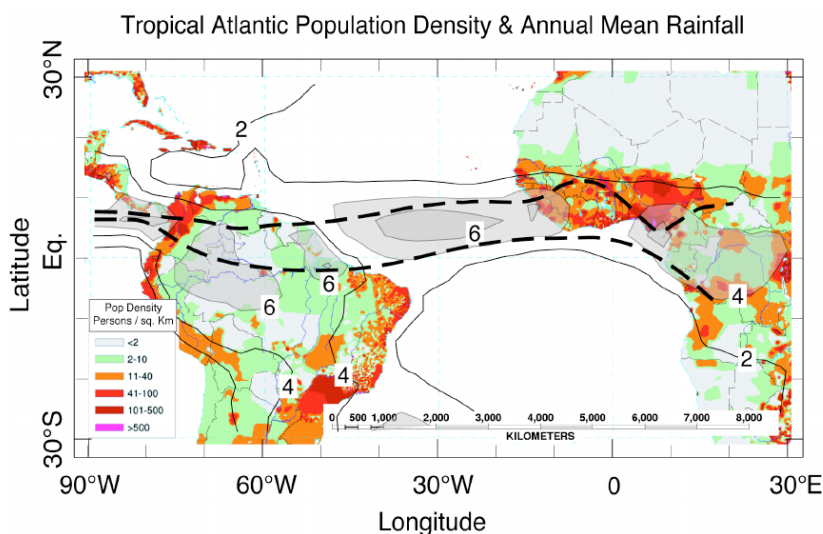 Tropical Atlantic Population Density & Annual Mean Rainfall
30°N
2
Latitude
Eq.
6
6
6
4
Pop Density
Persons / sq. Km
<2
2-10
11-40
41-100
101-500
>500
2
4
4
0 500 1,000 2,000 3,000 4,000 5,000 6,000 7,000 8,000
KILOMETERS
30°S
90°W 60°W 30°W 0 30°E
Longitude